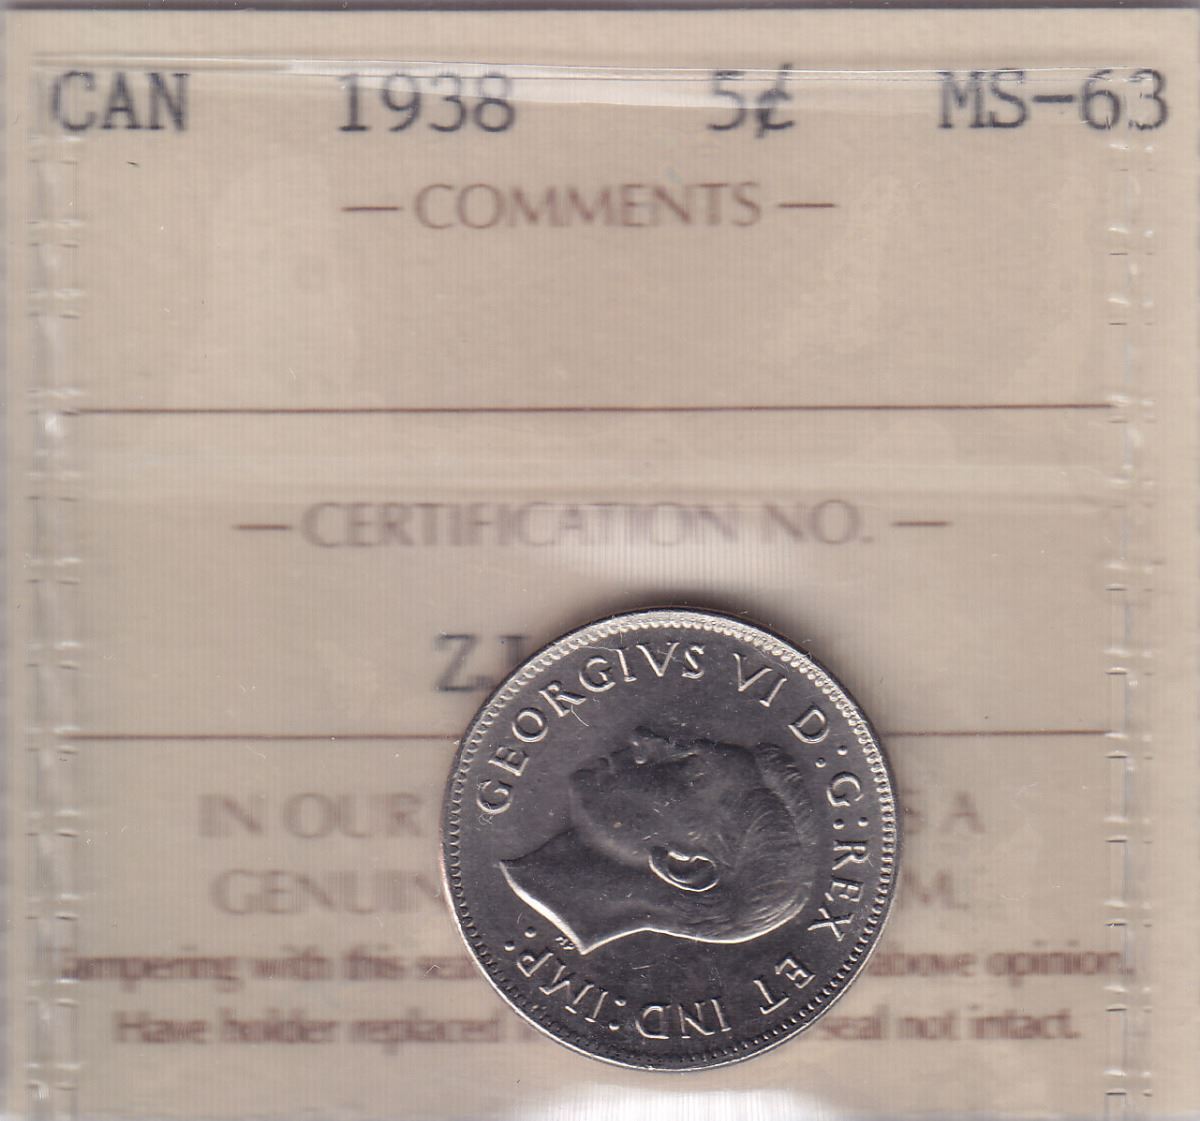 CAN 1938 5¢ MS-63
— COMMENTS —
— CERTIFICATION NO. —
GEORGIVS VI D:G:REX ET IND:IMP:
IN OUR A
GENUIN M.
Tampering with this above opinion.
Have holder replaced seal not intact.